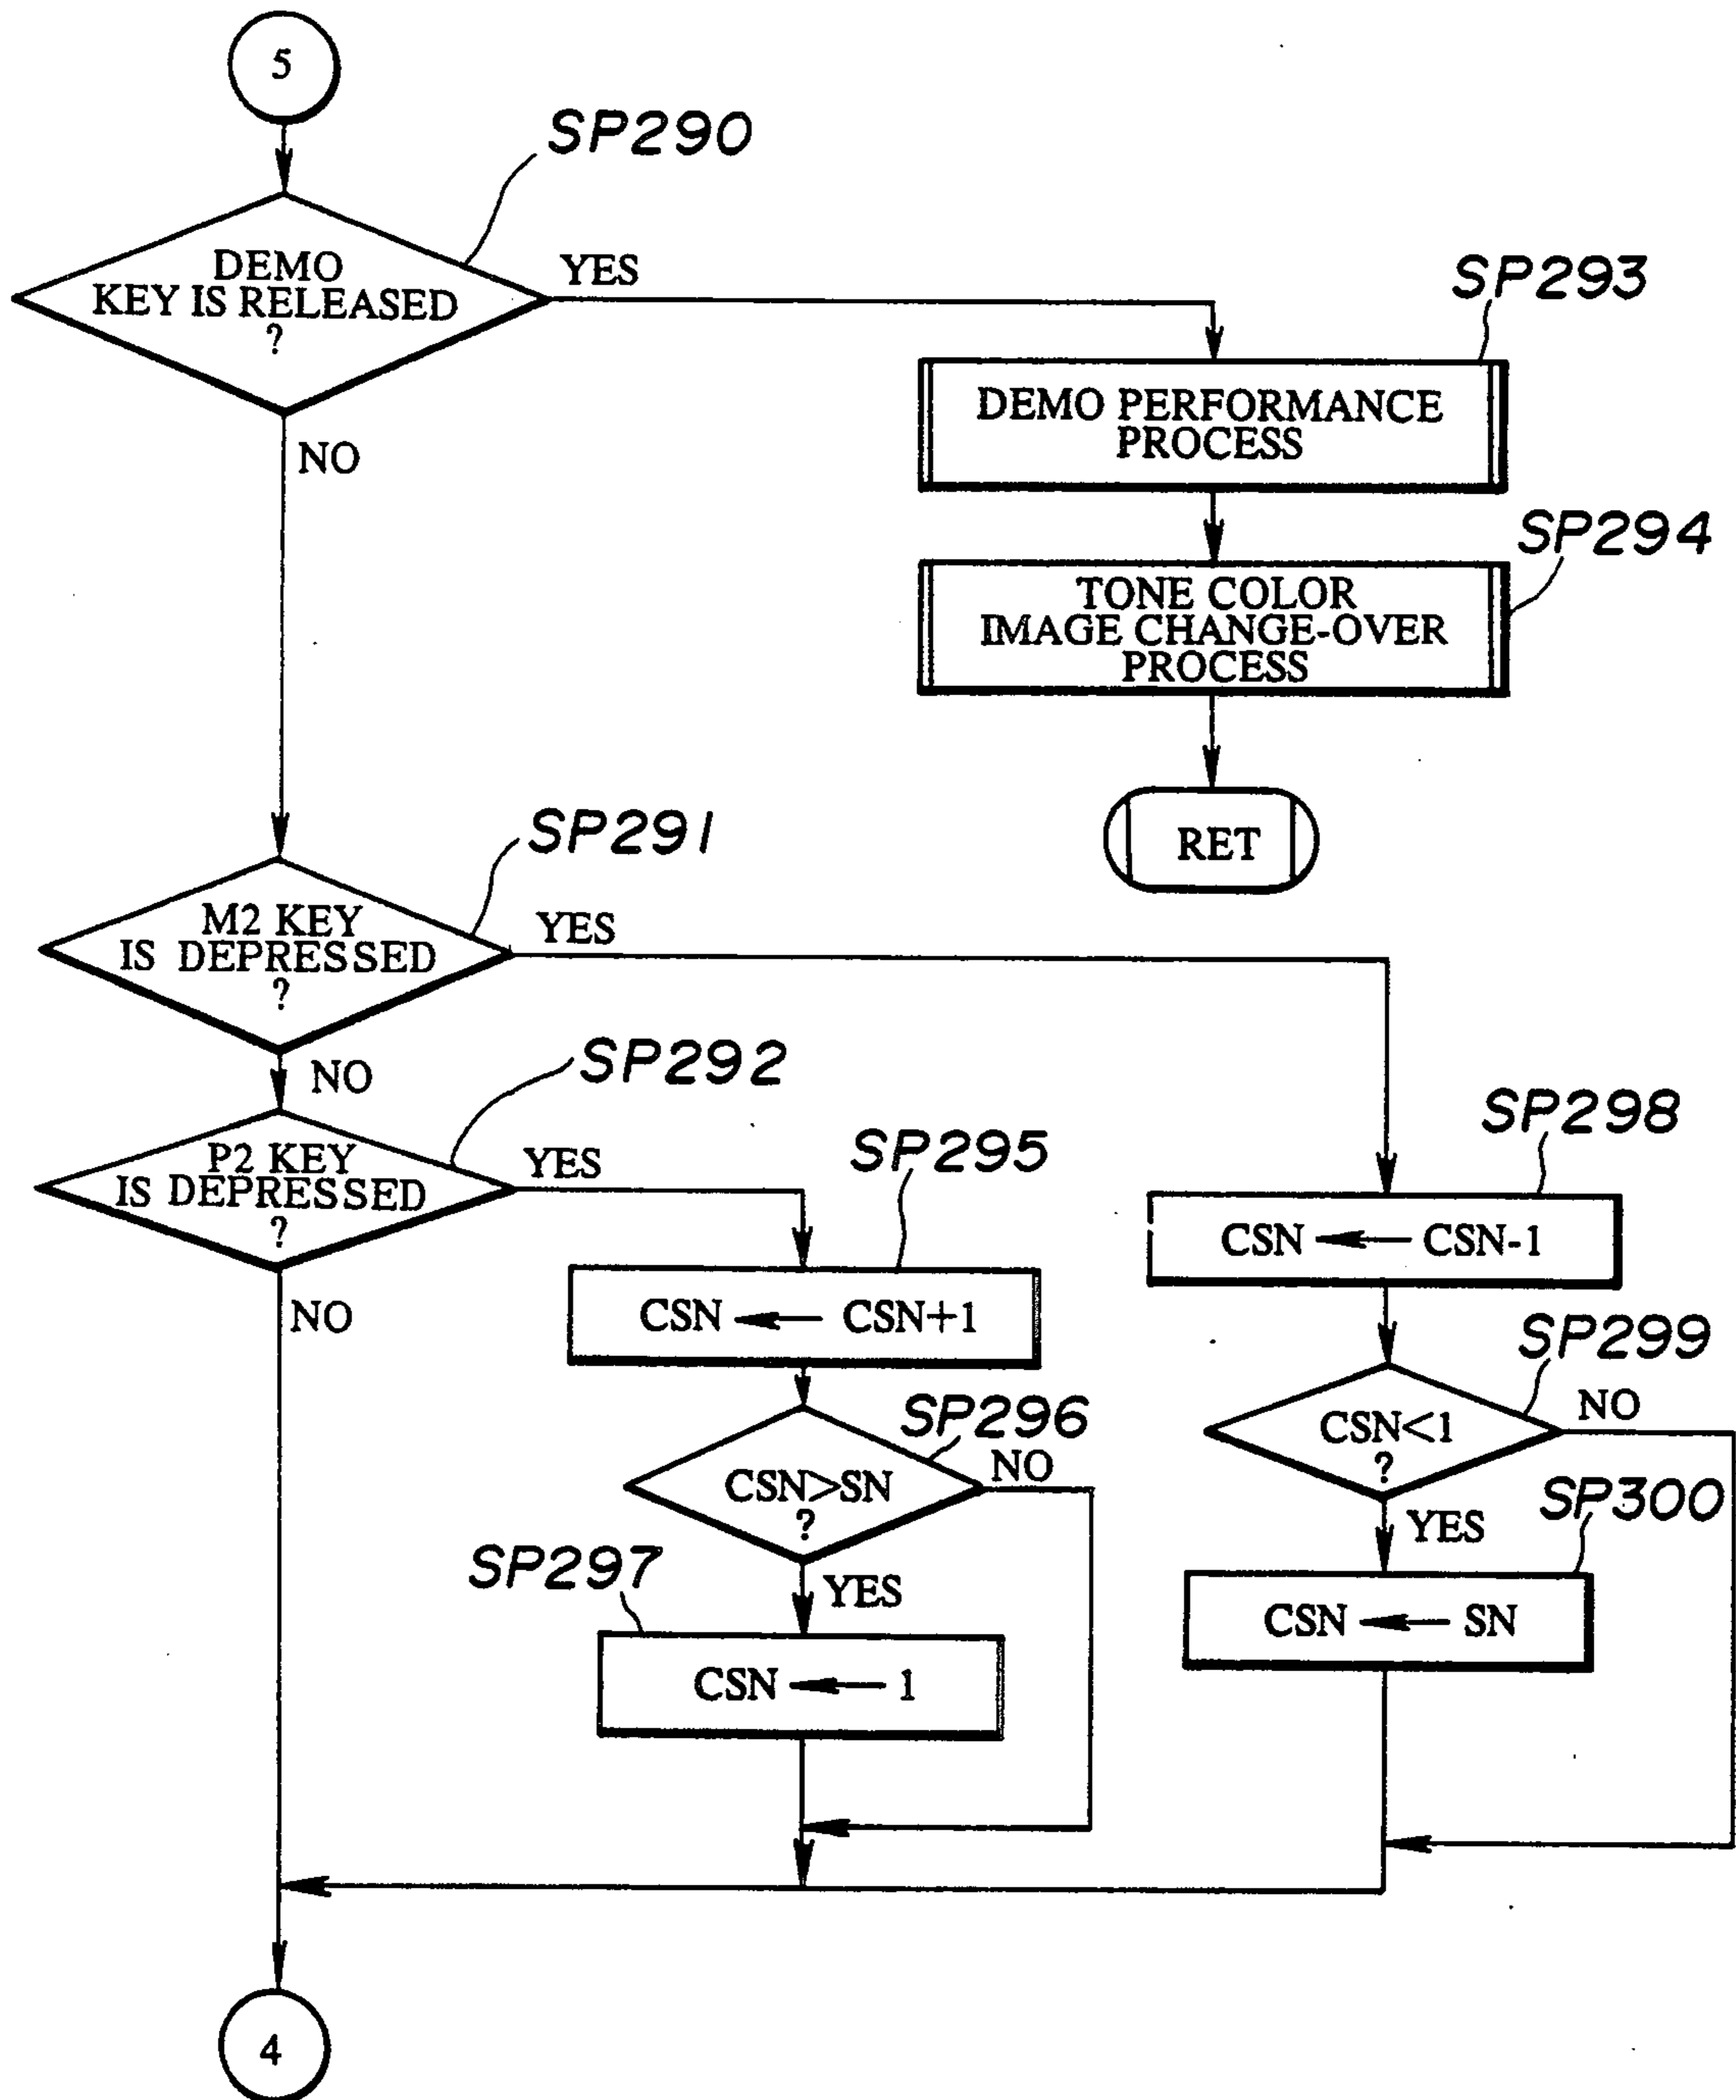 5
SP290
DEMO
KEY IS RELEASED
?
YES
NO
SP293
DEMO PERFORMANCE
PROCESS
SP294
TONE COLOR
IMAGE CHANGE-OVER
PROCESS
RET
SP291
M2 KEY
IS DEPRESSED
?
YES
NO
SP292
P2 KEY
IS DEPRESSED
?
YES
NO
SP295
CSN ← CSN+1
SP296
CSN>SN
?
NO
YES
SP297
CSN ← 1
SP298
CSN ← CSN-1
SP299
CSN<1
?
NO
YES
SP300
CSN ← SN
4